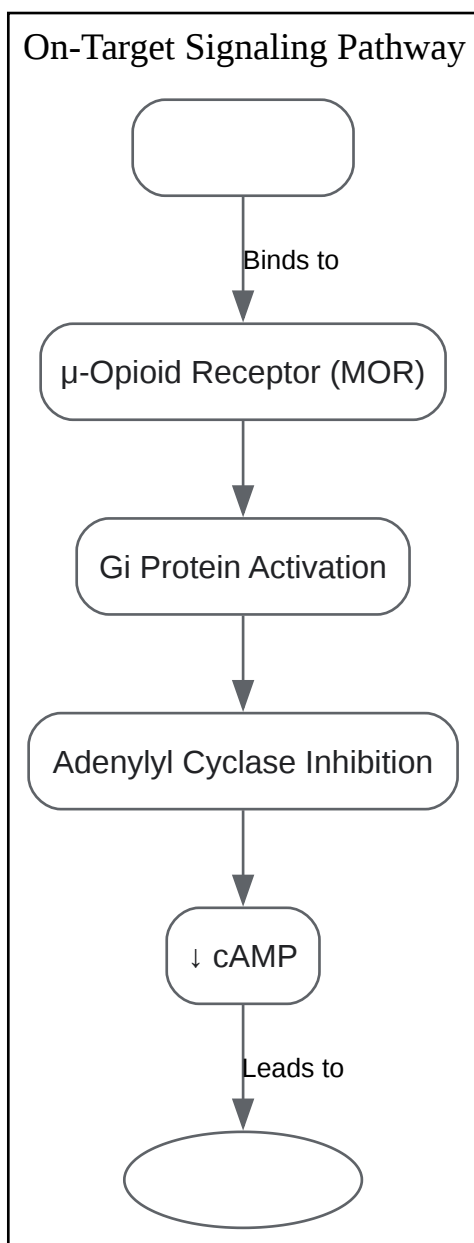 On-Target Signaling Pathway
Binds to
μ-Opioid Receptor (MOR)
Gi Protein Activation
Adenylyl Cyclase Inhibition
↓ cAMP
Leads to